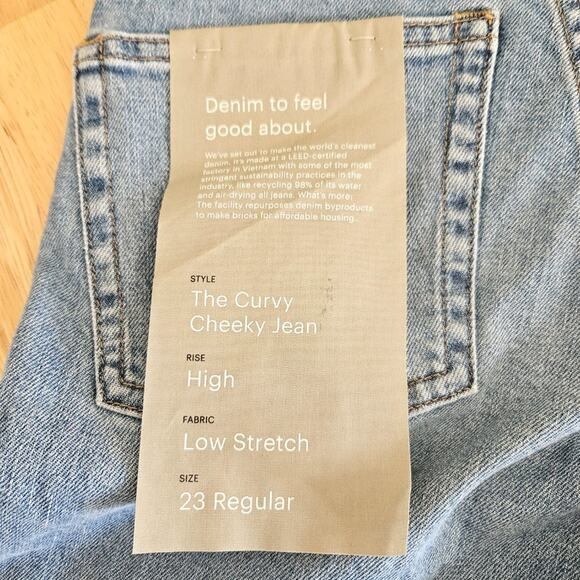 Denim to feel
good about.
We've set out to make the world's cleanest
denim. It's made at a LEED-certified
factory in Vietnam with some of the most
stringent sustainability practices in the
industry, like recycling 98% of its water
and air-drying all jeans. What's more:
The facility repurposes denim byproducts
to make bricks for affordable housing.
STYLE
The Curvy
Cheeky Jean
RISE
High
FABRIC
Low Stretch
SIZE
23 Regular